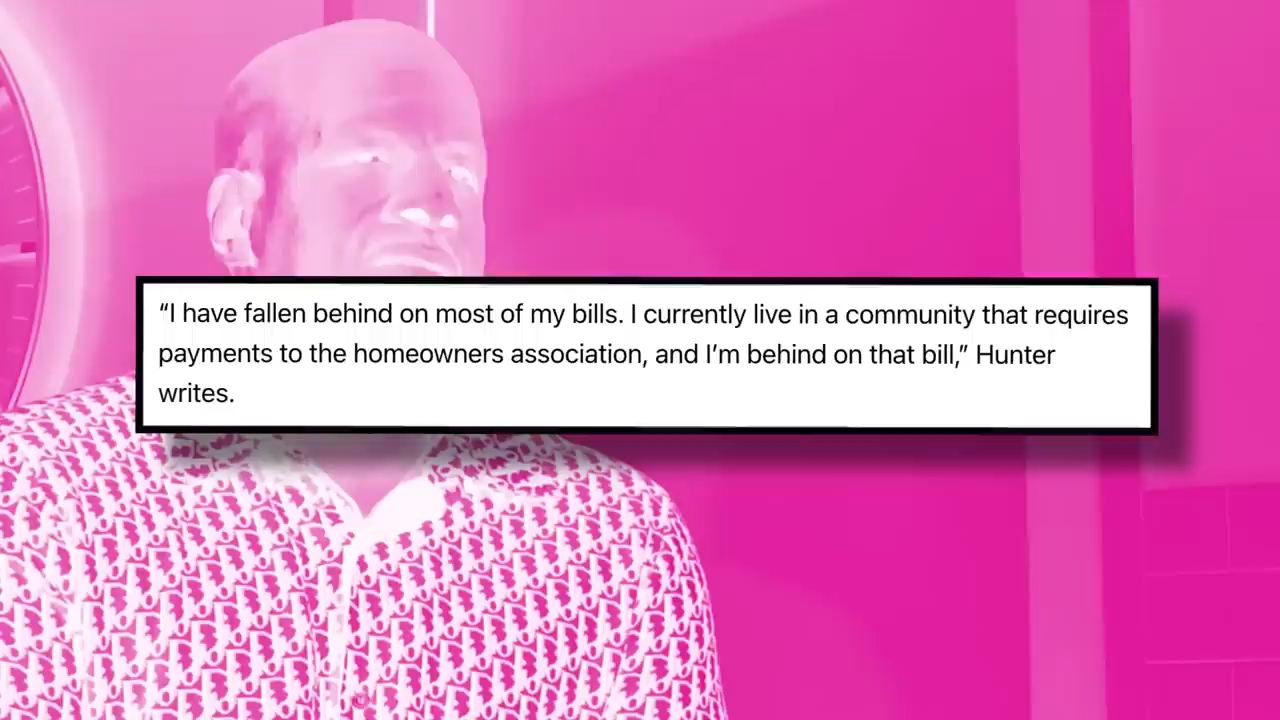 “I have fallen behind on most of my bills. I currently live in a community that requires
payments to the homeowners association, and I’m behind on that bill,” Hunter
writes.